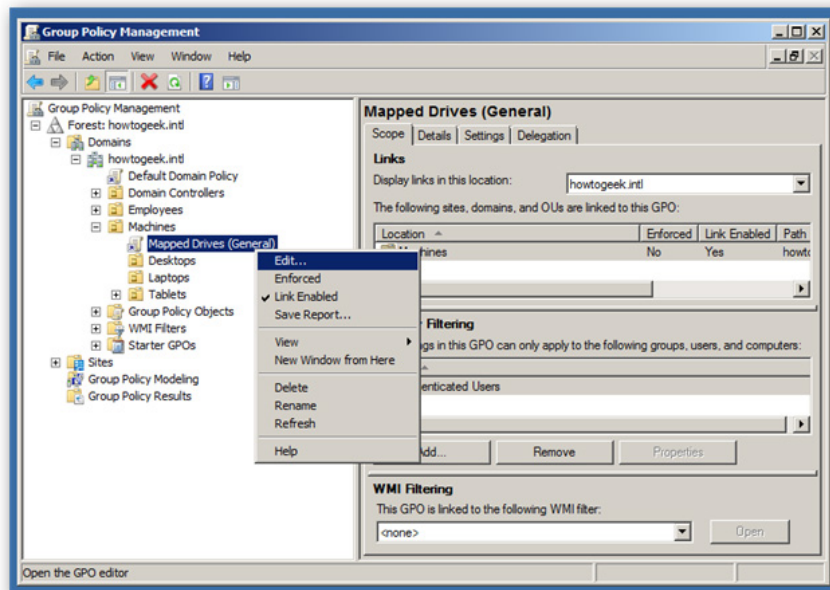 Group Policy Management
File Action View Window Help
Group Policy Management
Forest: howtogeek.intl
Domains
howtogeek.intl
Default Domain Policy
Domain Controllers
Employees
Machines
Mapped Drives (General)
Desktops
Laptops
Tablets
Group Policy Objects
WMI Filters
Starter GPOs
Sites
Group Policy Modeling
Group Policy Results
Edit...
Enforced
Link Enabled
Save Report...
View
New Window from Here
Delete
Rename
Refresh
Help
Mapped Drives (General)
Scope Details Settings Delegation
Links
Display links in this location: howtogeek.intl
The following sites, domains, and OUs are linked to this GPO:
Location Enforced Link Enabled Path
No Yes
Filtering
in this GPO can only apply to the following groups, users, and computers:
Users
Remove Properties
WMI Filtering
This GPO is linked to the following WMI filter:
<none> Open
Open the GPO editor